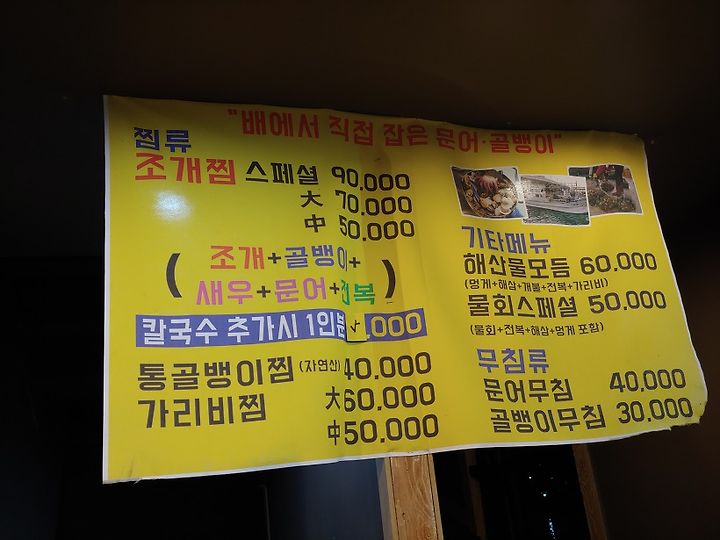 "배에서 직접 잡은 문어·골뱅이"
찜류
조개찜 스페셜 90,000
大 70,000
中 50,000
(조개+골뱅이+
새우+문어+전복)
칼국수 추가시 1인분 ,000
통골뱅이찜 (자연산) 40,000
가리비찜 大 60,000
中 50,000
기타메뉴
해산물모듬 60,000
(멍게+해삼+개불+전복+가리비)
물회스페셜 50,000
(물회+전복+해삼+멍게 포함)
무침류
문어무침 40,000
골뱅이무침 30,000